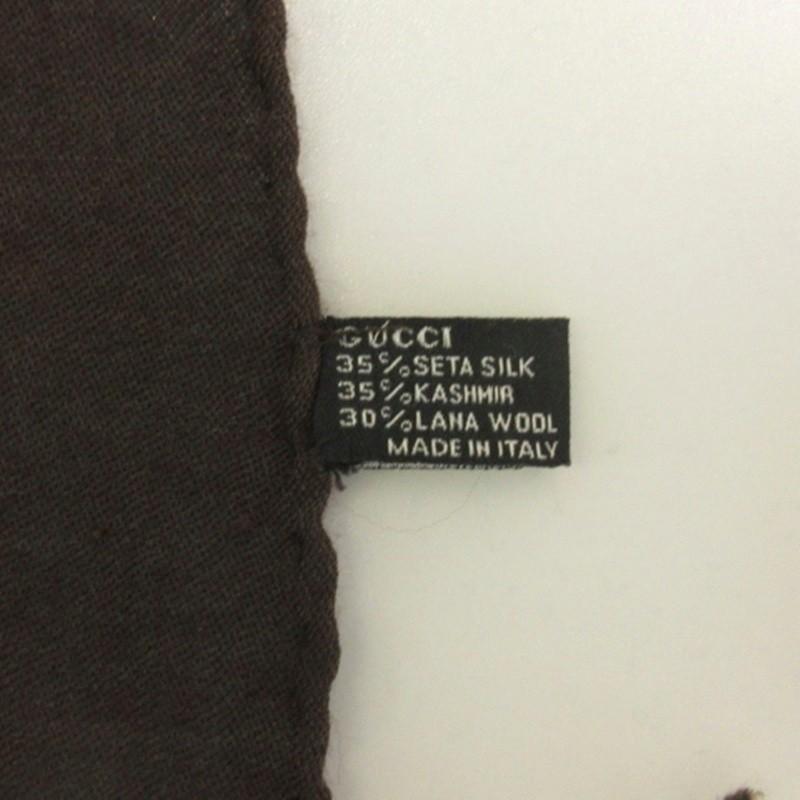 GUCCI
35% SETA SILK
35% KASHMIR
30% LANA WOOL
MADE IN ITALY